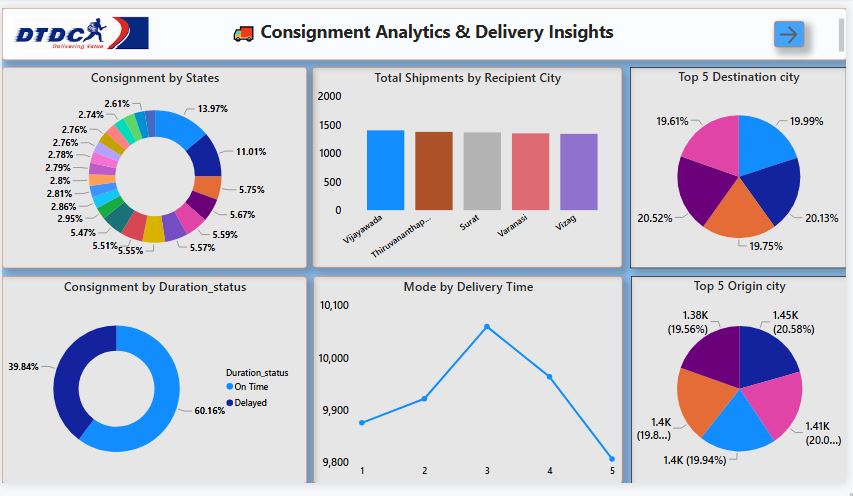 DTDC
Delivering Value
Consignment Analytics & Delivery Insights
Consignment by States
13.97%
11.01%
5.75%
5.67%
5.59%
5.57%
5.55%
5.51%
5.47%
2.95%
2.86%
2.81%
2.8%
2.79%
2.78%
2.76%
2.76%
2.74%
2.61%
Total Shipments by Recipient City
2000
1500
1000
500
0
Vijayawada
Thiruvananthap...
Surat
Varanasi
Vizag
Top 5 Destination city
19.61%
19.99%
20.52%
20.13%
19.75%
Consignment by Duration_status
39.84%
60.16%
Duration_status
On Time
Delayed
Mode by Delivery Time
10,100
10,000
9,900
9,800
1
2
3
4
5
Top 5 Origin city
1.38K
(19.56%)
1.45K
(20.58%)
1.4K
(19.8...)
1.41K
(20.0...)
1.4K (19.94%)